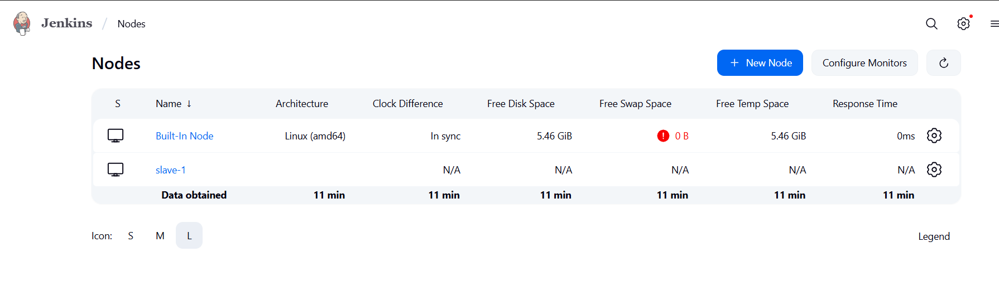 Jenkins / Nodes
Nodes
+ New Node Configure Monitors
S Name ↓ Architecture Clock Difference Free Disk Space Free Swap Space Free Temp Space Response Time
Built-In Node Linux (amd64) In sync 5.46 GiB ! 0 B 5.46 GiB 0ms
slave-1 N/A N/A N/A N/A N/A
Data obtained 11 min 11 min 11 min 11 min 11 min 11 min
Icon: S M L Legend